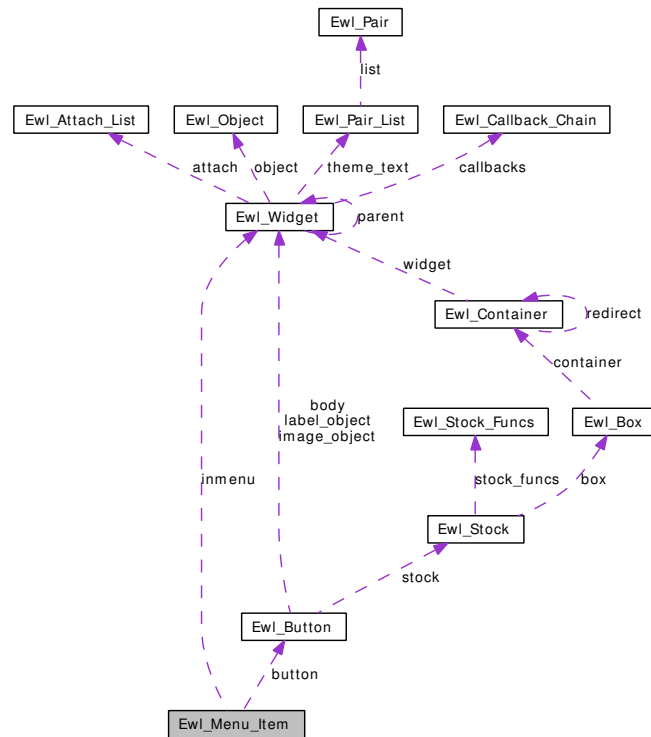 Ewl_Pair
list
Ewl_Attach_List
Ewl_Object
Ewl_Pair_List
Ewl_Callback_Chain
attach
object
theme_text
callbacks
Ewl_Widget
parent
widget
Ewl_Container
redirect
container
body
label_object
image_object
Ewl_Stock_Funcs
Ewl_Box
inmenu
stock_funcs
box
Ewl_Stock
stock
Ewl_Button
button
Ewl_Menu_Item